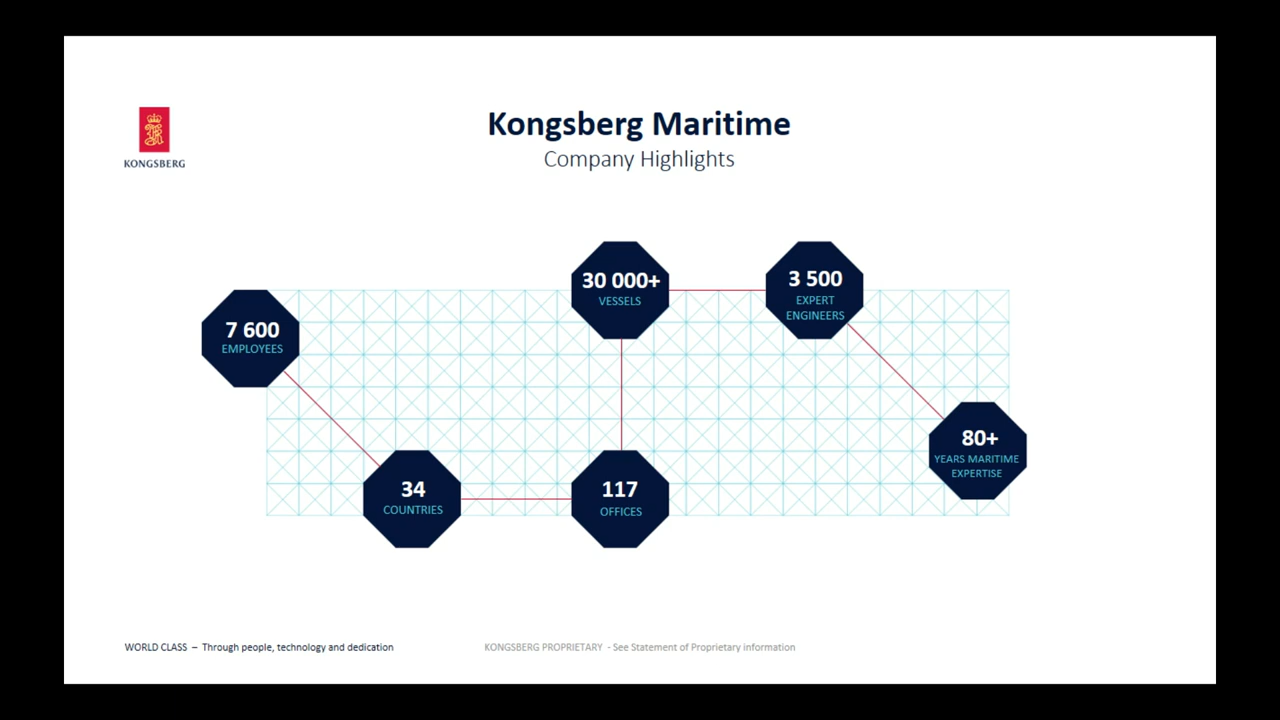 KONGSBERG
Kongsberg Maritime
Company Highlights
7 600
EMPLOYEES
34
COUNTRIES
117
OFFICES
30 000+
VESSELS
3 500
EXPERT
ENGINEERS
80+
YEARS MARITIME
EXPERTISE
WORLD CLASS – Through people, technology and dedication
KONGSBERG PROPRIETARY - See Statement of Proprietary information